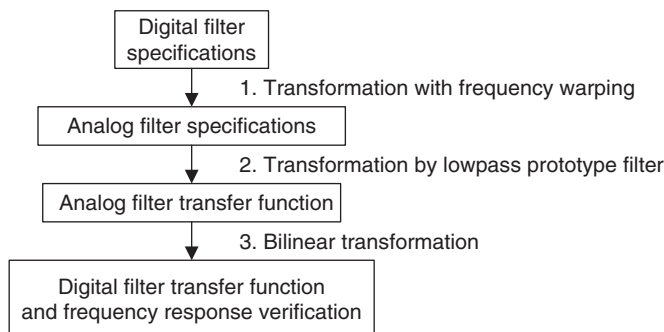 Digital filter
specifications
1. Transformation with frequency warping
Analog filter specifications
2. Transformation by lowpass prototype filter
Analog filter transfer function
3. Bilinear transformation
Digital filter transfer function
and frequency response verification